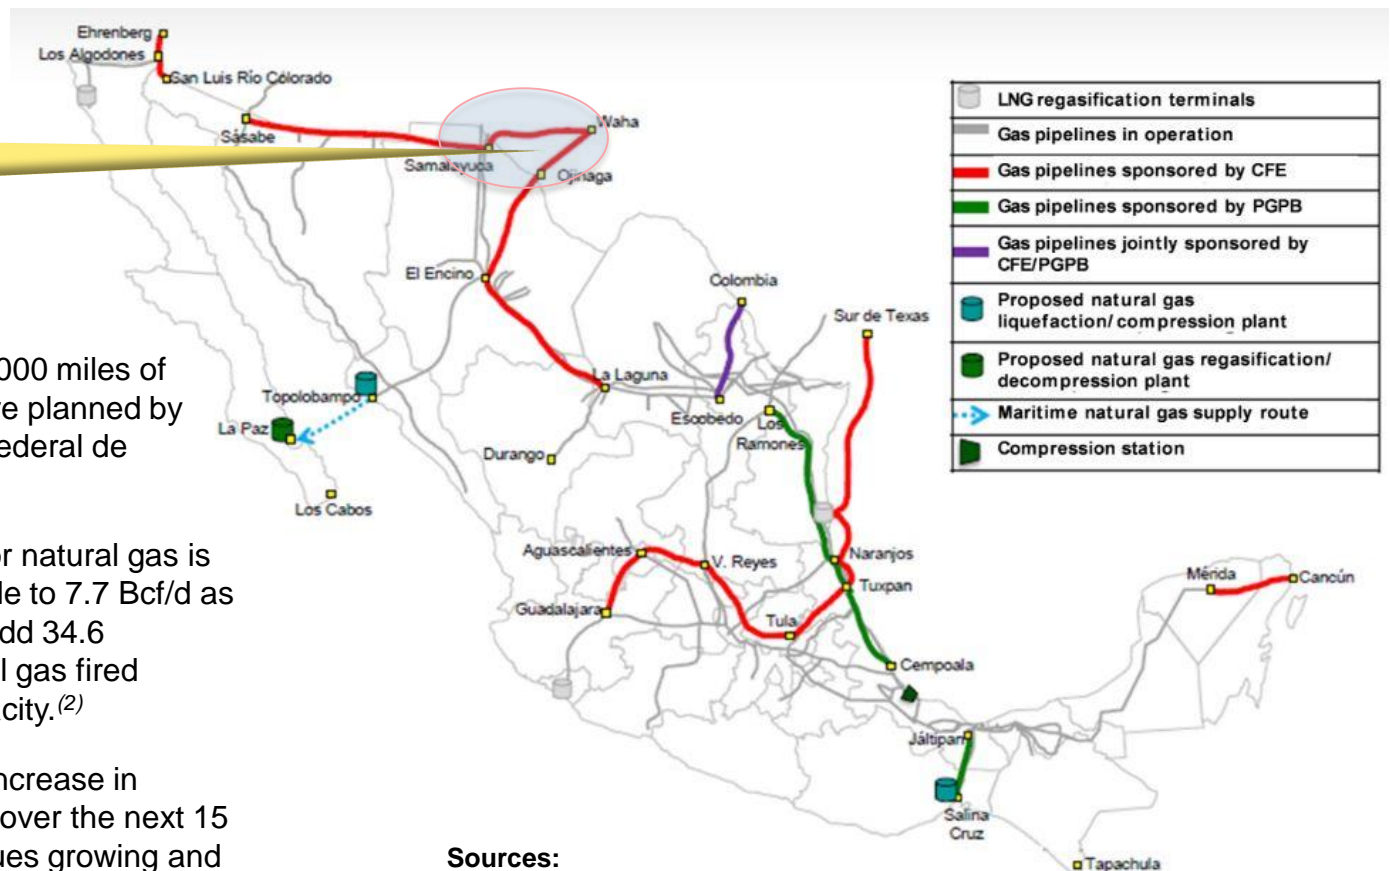 Ehrenberg
Los Algodones
San Luis Río Colorado
Sásabe
Samalayuca
Waha
Ojinaga
El Encino
Colombia
Sur de Texas
La Laguna
Topolobampo
Escobedo
Los
Ramones
La Paz
Durango
Los Cabos
Aguascalientes
V. Reyes
Naranjos
Tuxpan
Mérida
Cancún
Guadalajara
Tula
Cempoala
Jáltipan
Salina
Cruz
Tapachula
LNG regasification terminals
Gas pipelines in operation
Gas pipelines sponsored by CFE
Gas pipelines sponsored by PGPB
Gas pipelines jointly sponsored by
CFE/PGPB
Proposed natural gas
liquefaction/ compression plant
Proposed natural gas regasification/
decompression plant
Maritime natural gas supply route
Compression station
000 miles of
re planned by
ederal de
or natural gas is
le to 7.7 Bcf/d as
dd 34.6
l gas fired
city.(2)
ncrease in
over the next 15
ues growing and
Sources: